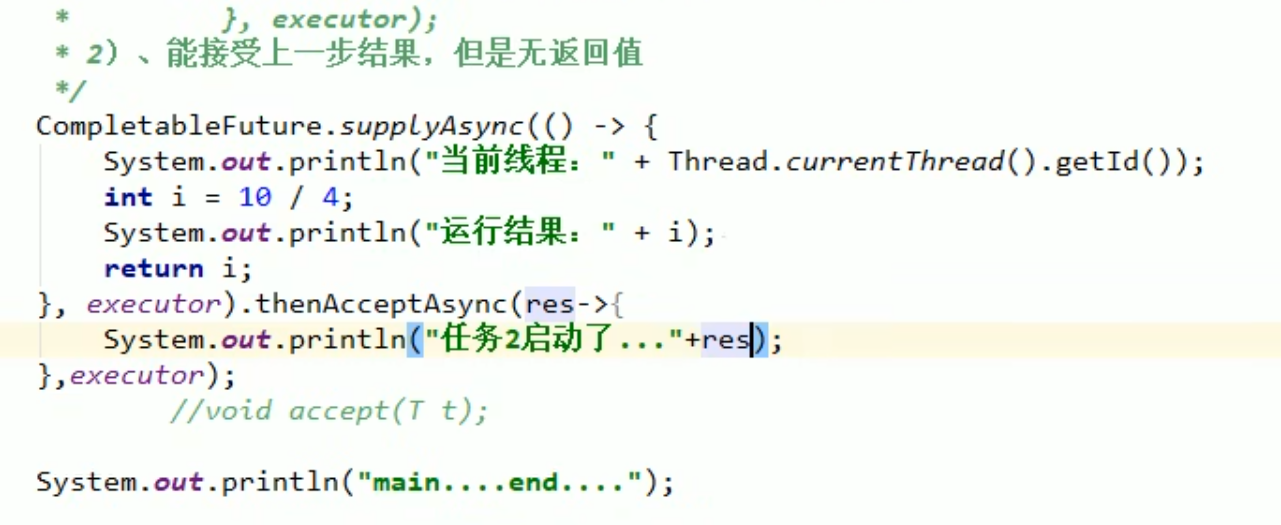 * }, executor);
* 2）、能接受上一步结果，但是无返回值
*/
CompletableFuture.supplyAsync(() -> {
System.out.println("当前线程：" + Thread.currentThread().getId());
int i = 10 / 4;
System.out.println("运行结果：" + i);
return i;
}, executor).thenAcceptAsync(res->{
System.out.println("任务2启动了..."+res);
},executor);
//void accept(T t);
System.out.println("main....end....");